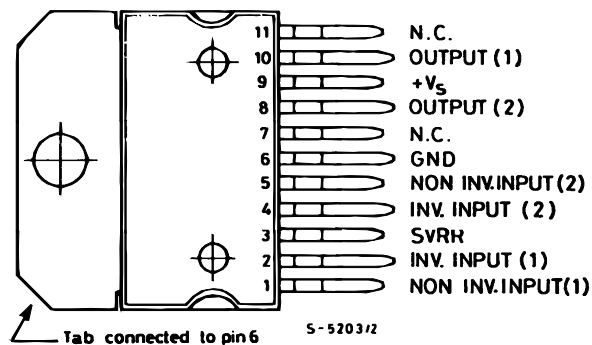 11 N.C.
10 OUTPUT (1)
9 +VS
8 OUTPUT (2)
7 N.C.
6 GND
5 NON INV.INPUT(2)
4 INV. INPUT (2)
3 SVRR
2 INV. INPUT (1)
1 NON INV.INPUT(1)
Tab connected to pin 6
S-5203/2